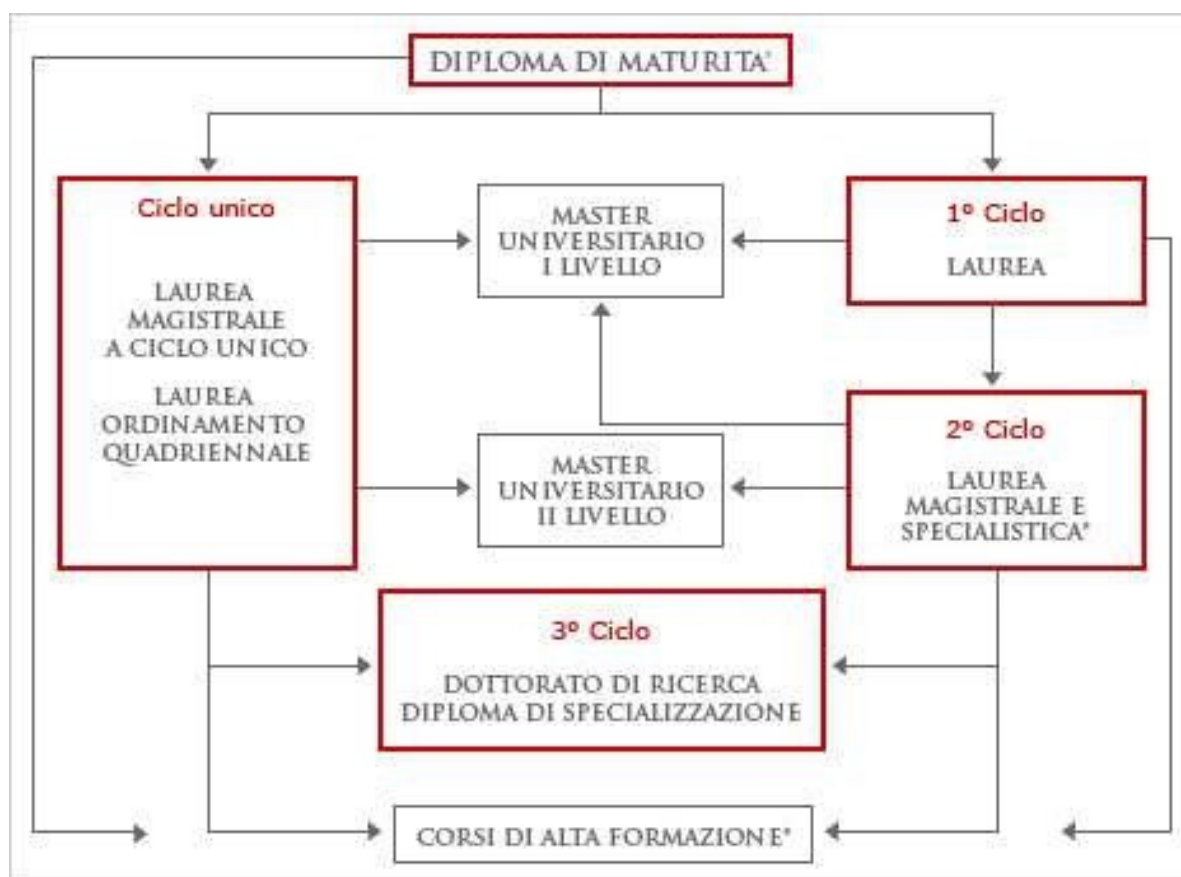 DIPLOMA DI MATURITA*
Ciclo unico
LAUREA
MAGISTRALE
A CICLO UNICO
LAUREA
ORDINAMENTO
QUADRIENNALE
MASTER
UNIVERSITARIO
I LIVELLO
1º Ciclo
LAUREA
MASTER
UNIVERSITARIO
II LIVELLO
2º Ciclo
LAUREA
MAGISTRALE E
SPECIALISTICA*
3º Ciclo
DOTTORATO DI RICERCA
DIPLOMA DI SPECIALIZZAZIONE
CORSI DI ALTA FORMAZIONE*